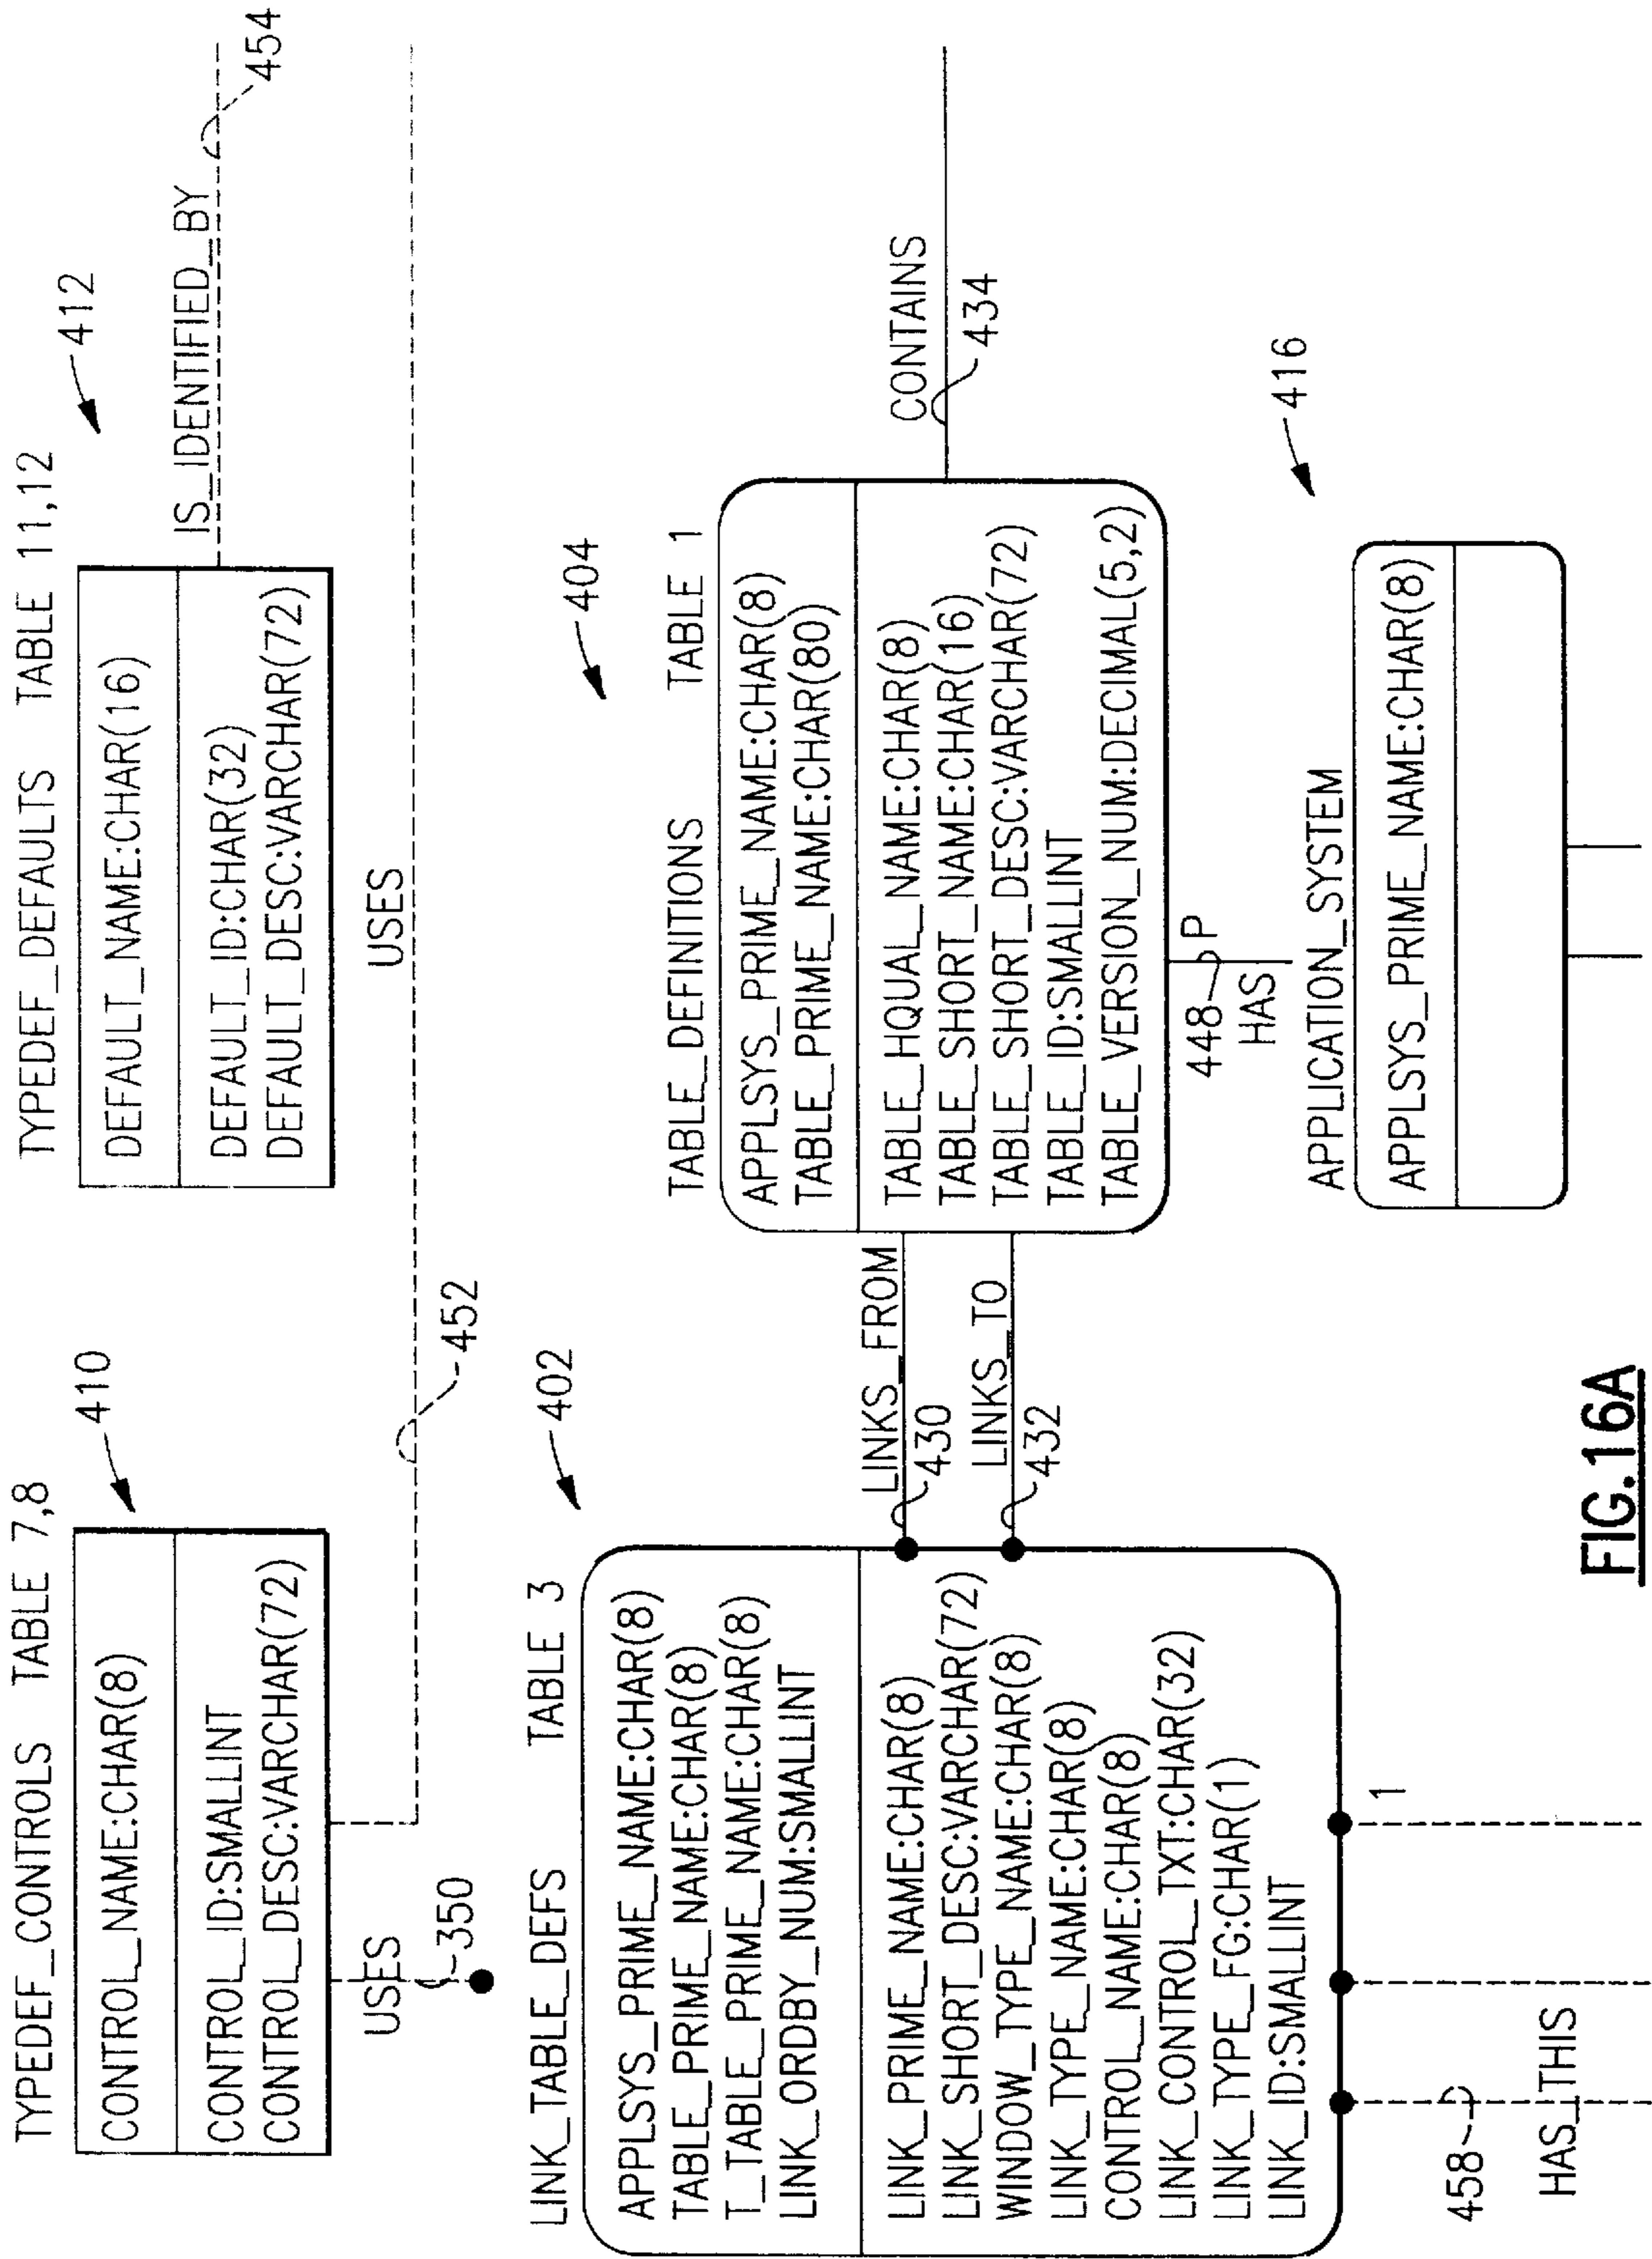 TYPEDEF_CONTROLS TABLE 7,8
410
CONTROL_NAME:CHAR(8)
CONTROL_ID:SMALLINT
CONTROL_DESC:VARCHAR(72)
USES
350
452
TYPEDEF_DEFAULTS TABLE 11,12
412
DEFAULT_NAME:CHAR(16)
DEFAULT_ID:CHAR(32)
DEFAULT_DESC:VARCHAR(72)
IS_IDENTIFIED_BY
454
USES
LINK_TABLE_DEFS TABLE 3
402
APPLSYS_PRIME_NAME:CHAR(8)
TABLE_PRIME_NAME:CHAR(8)
T_TABLE_PRIME_NAME:CHAR(8)
LINK_ORDBY_NUM:SMALLINT
LINK_PRIME_NAME:CHAR(8)
LINK_SHORT_DESC:VARCHAR(72)
WINDOW_TYPE_NAME:CHAR(8)
LINK_TYPE_NAME:CHAR(8)
CONTROL_NAME:CHAR(8)
LINK_CONTROL_TXT:CHAR(32)
LINK_TYPE_FG:CHAR(1)
LINK_ID:SMALLINT
LINKS_FROM
430
LINKS_TO
432
404
TABLE_DEFINITIONS TABLE 1
APPLSYS_PRIME_NAME:CHAR(8)
TABLE_PRIME_NAME:CHAR(80)
TABLE_HQUAL_NAME:CHAR(8)
TABLE_SHORT_NAME:CHAR(16)
TABLE_SHORT_DESC:VARCHAR(72)
TABLE_ID:SMALLINT
TABLE_VERSION_NUM:DECIMAL(5,2)
CONTAINS
434
448 P
HAS
416
APPLICATION_SYSTEM
APPLSYS_PRIME_NAME:CHAR(8)
1
458
HAS_THIS
FIG.16A